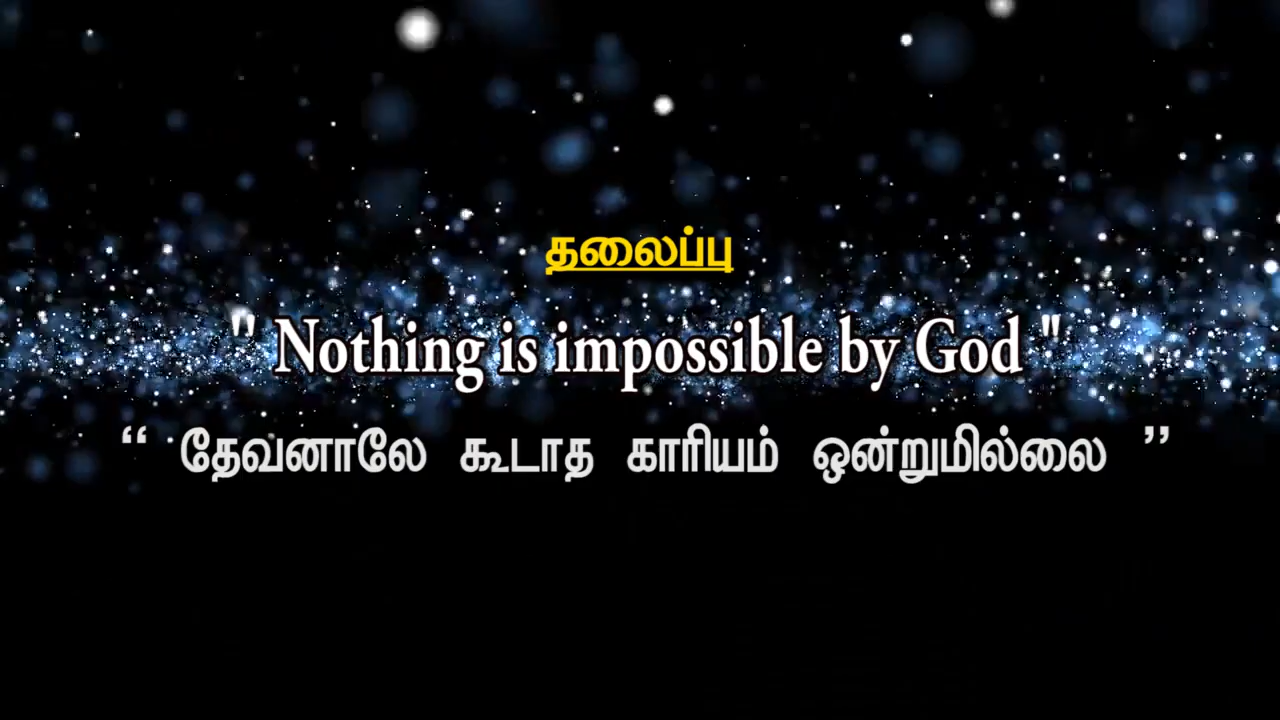 தலைப்பு
" Nothing is impossible by God "
“ தேவனாலே கூடாத காரியம் ஒன்றுமில்லை ”